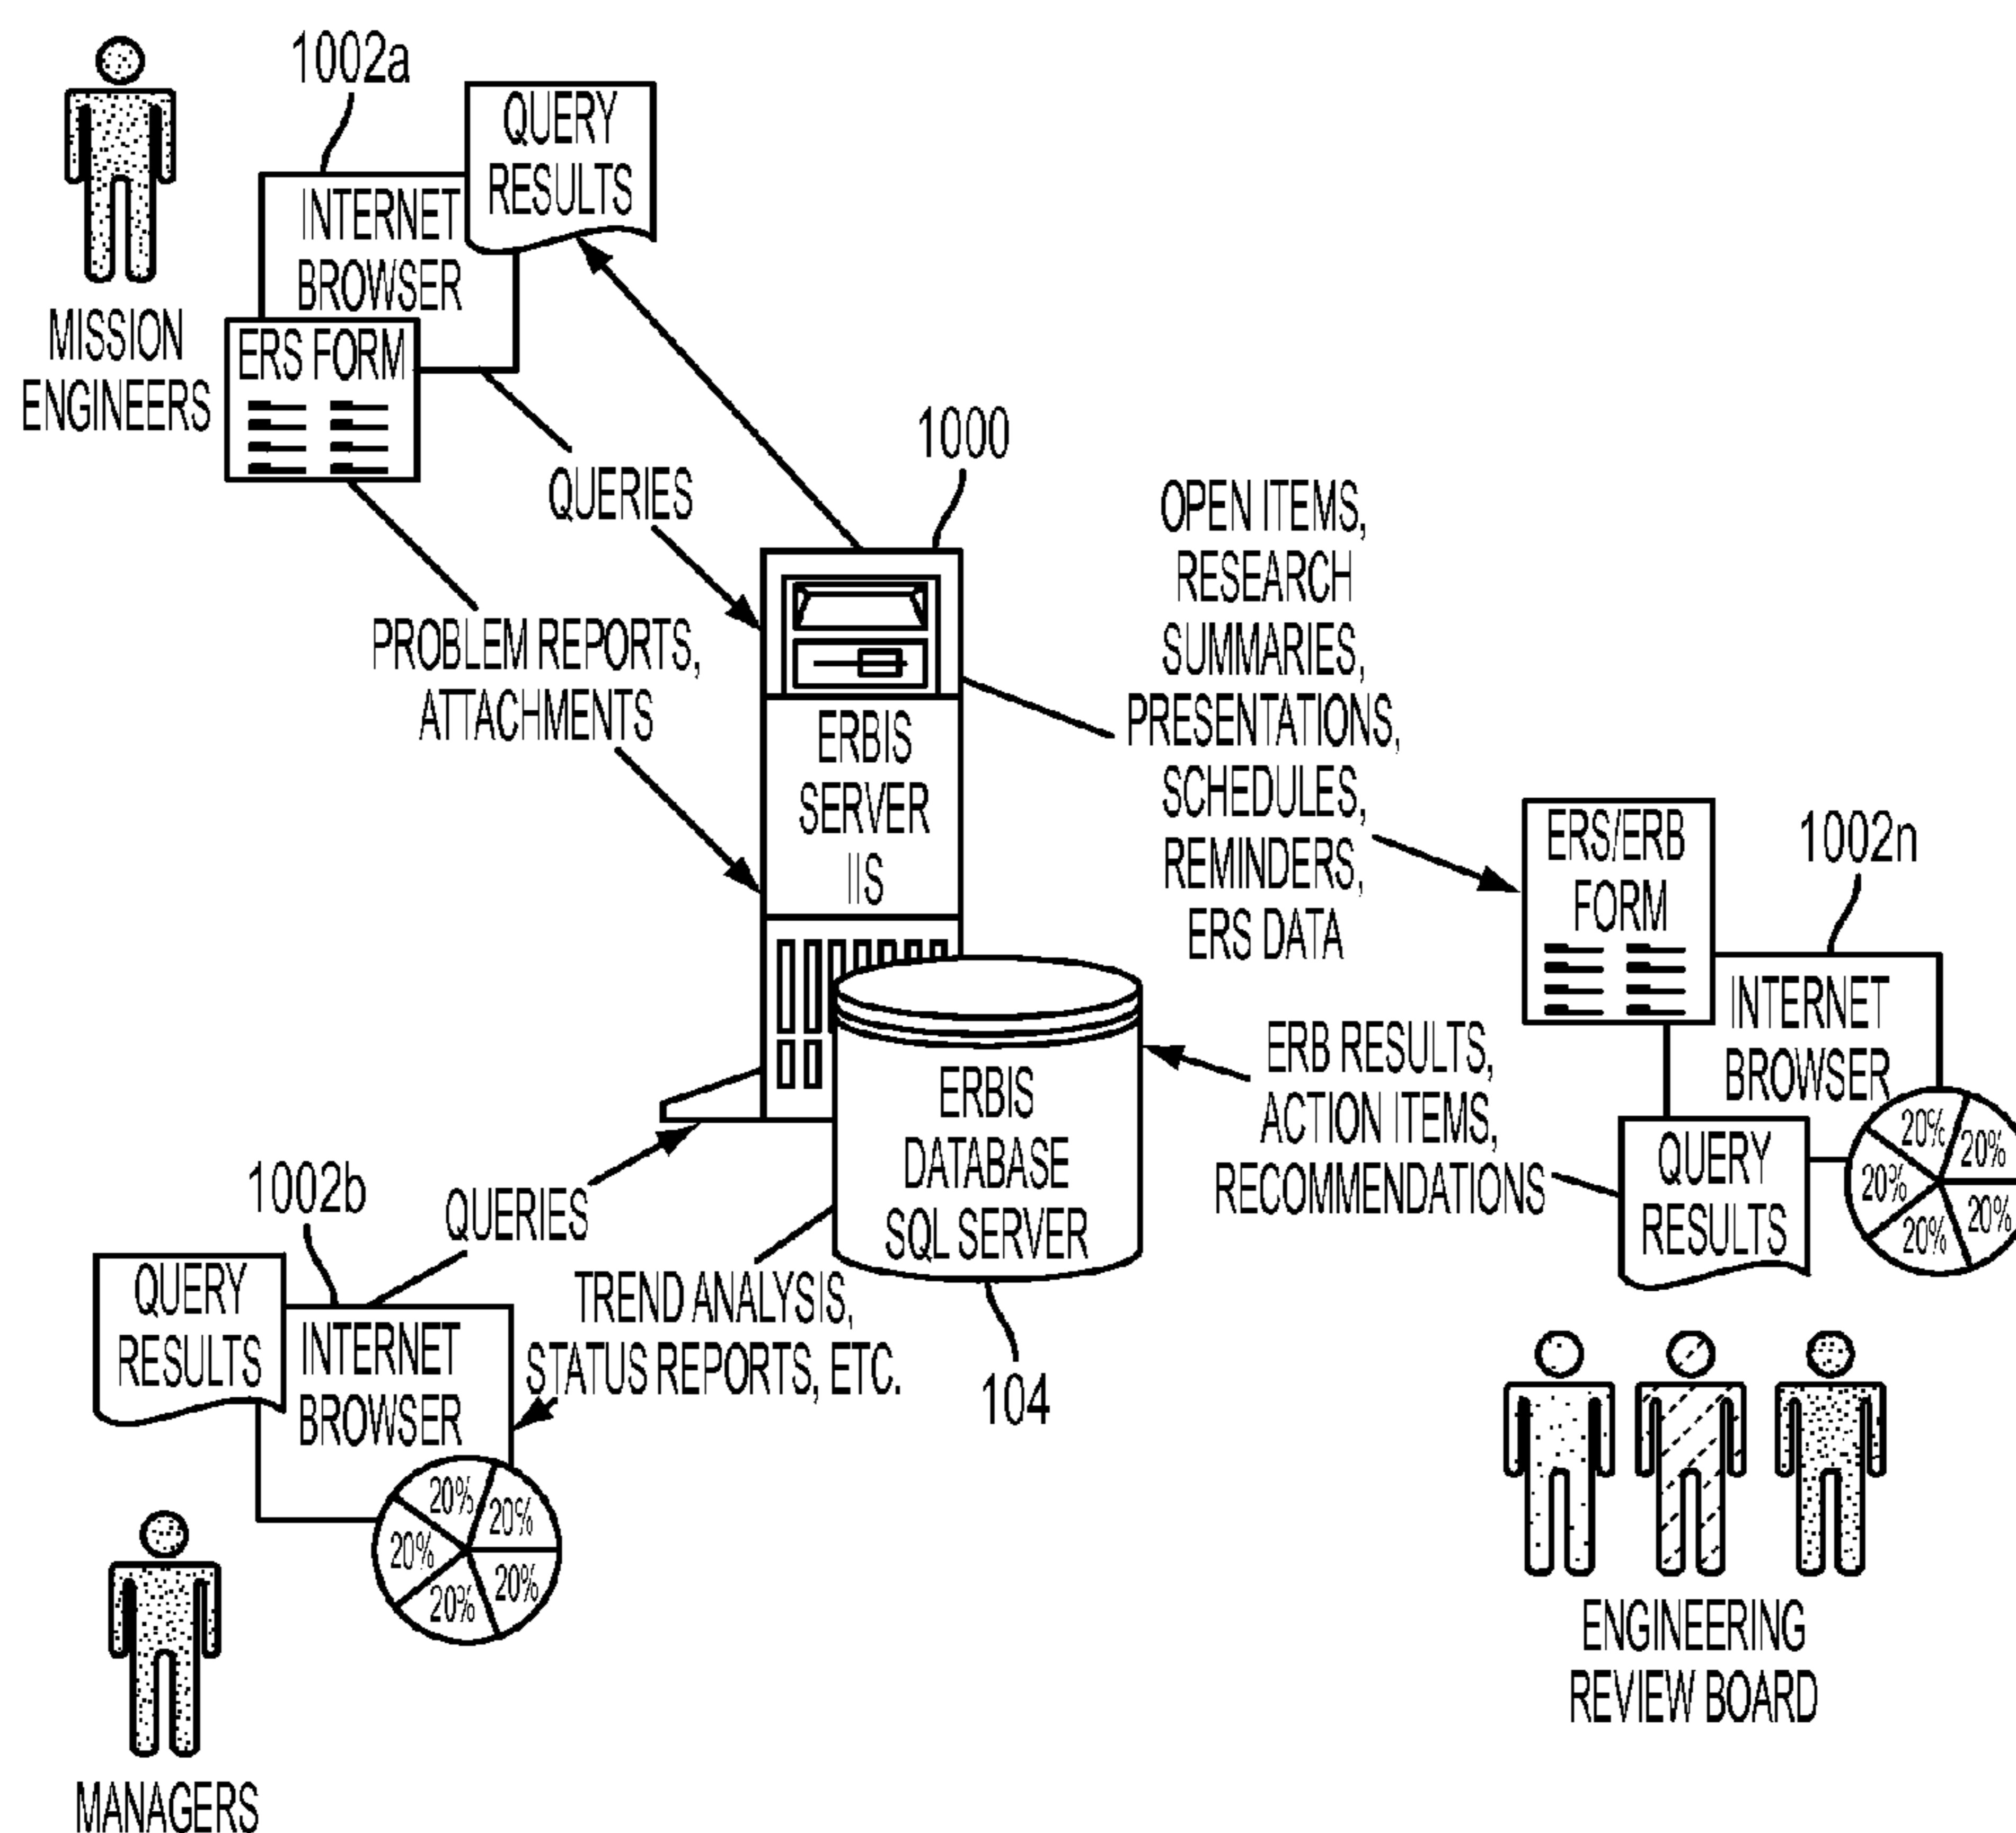 1002a
QUERY
RESULTS
INTERNET
BROWSER
ERS FORM
MISSION
ENGINEERS
QUERIES
PROBLEM REPORTS,
ATTACHMENTS
1000
ERBIS
SERVER
IIS
OPEN ITEMS,
RESEARCH
SUMMARIES,
PRESENTATIONS,
SCHEDULES,
REMINDERS,
ERS DATA
ERS/ERB
FORM
1002n
INTERNET
BROWSER
ERB RESULTS,
ACTION ITEMS,
RECOMMENDATIONS
QUERY
RESULTS
20%
20%
20%
20%
20%
ERBIS
DATABASE
SQL SERVER
104
1002b
QUERIES
QUERY
RESULTS
INTERNET
BROWSER
TREND ANALYSIS,
STATUS REPORTS, ETC.
20%
20%
20%
20%
20%
MANAGERS
ENGINEERING
REVIEW BOARD